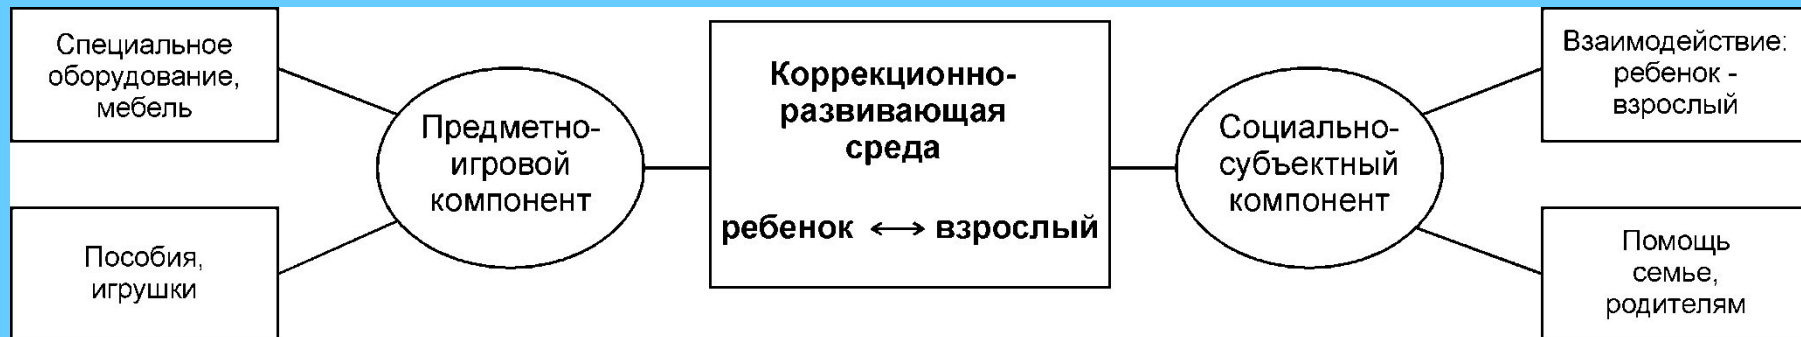 Специальное
оборудование,
мебель
Пособия,
игрушки
Предметно-
игровой
компонент
Коррекционно-
развивающая
среда
ребенок ⟷ взрослый
Социально-
субъектный
компонент
Взаимодействие:
ребенок -
взрослый
Помощь
семье,
родителям